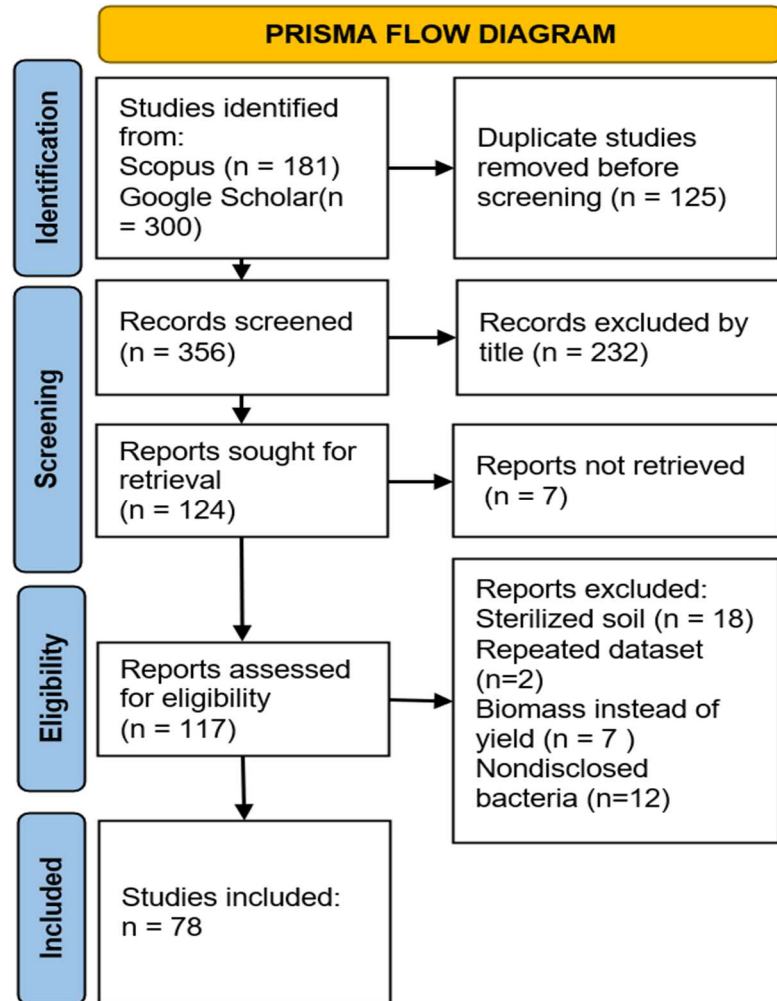 PRISMA FLOW DIAGRAM
Identification
Studies identified
from:
Scopus (n = 181)
Google Scholar(n
= 300)
Duplicate studies
removed before
screening (n = 125)
Screening
Records screened
(n = 356)
Records excluded by
title (n = 232)
Reports sought for
retrieval
(n = 124)
Reports not retrieved
(n = 7)
Eligibility
Reports assessed
for eligibility
(n = 117)
Reports excluded:
Sterilized soil (n = 18)
Repeated dataset
(n=2)
Biomass instead of
yield (n = 7 )
Nondisclosed
bacteria (n=12)
Included
Studies included:
n = 78